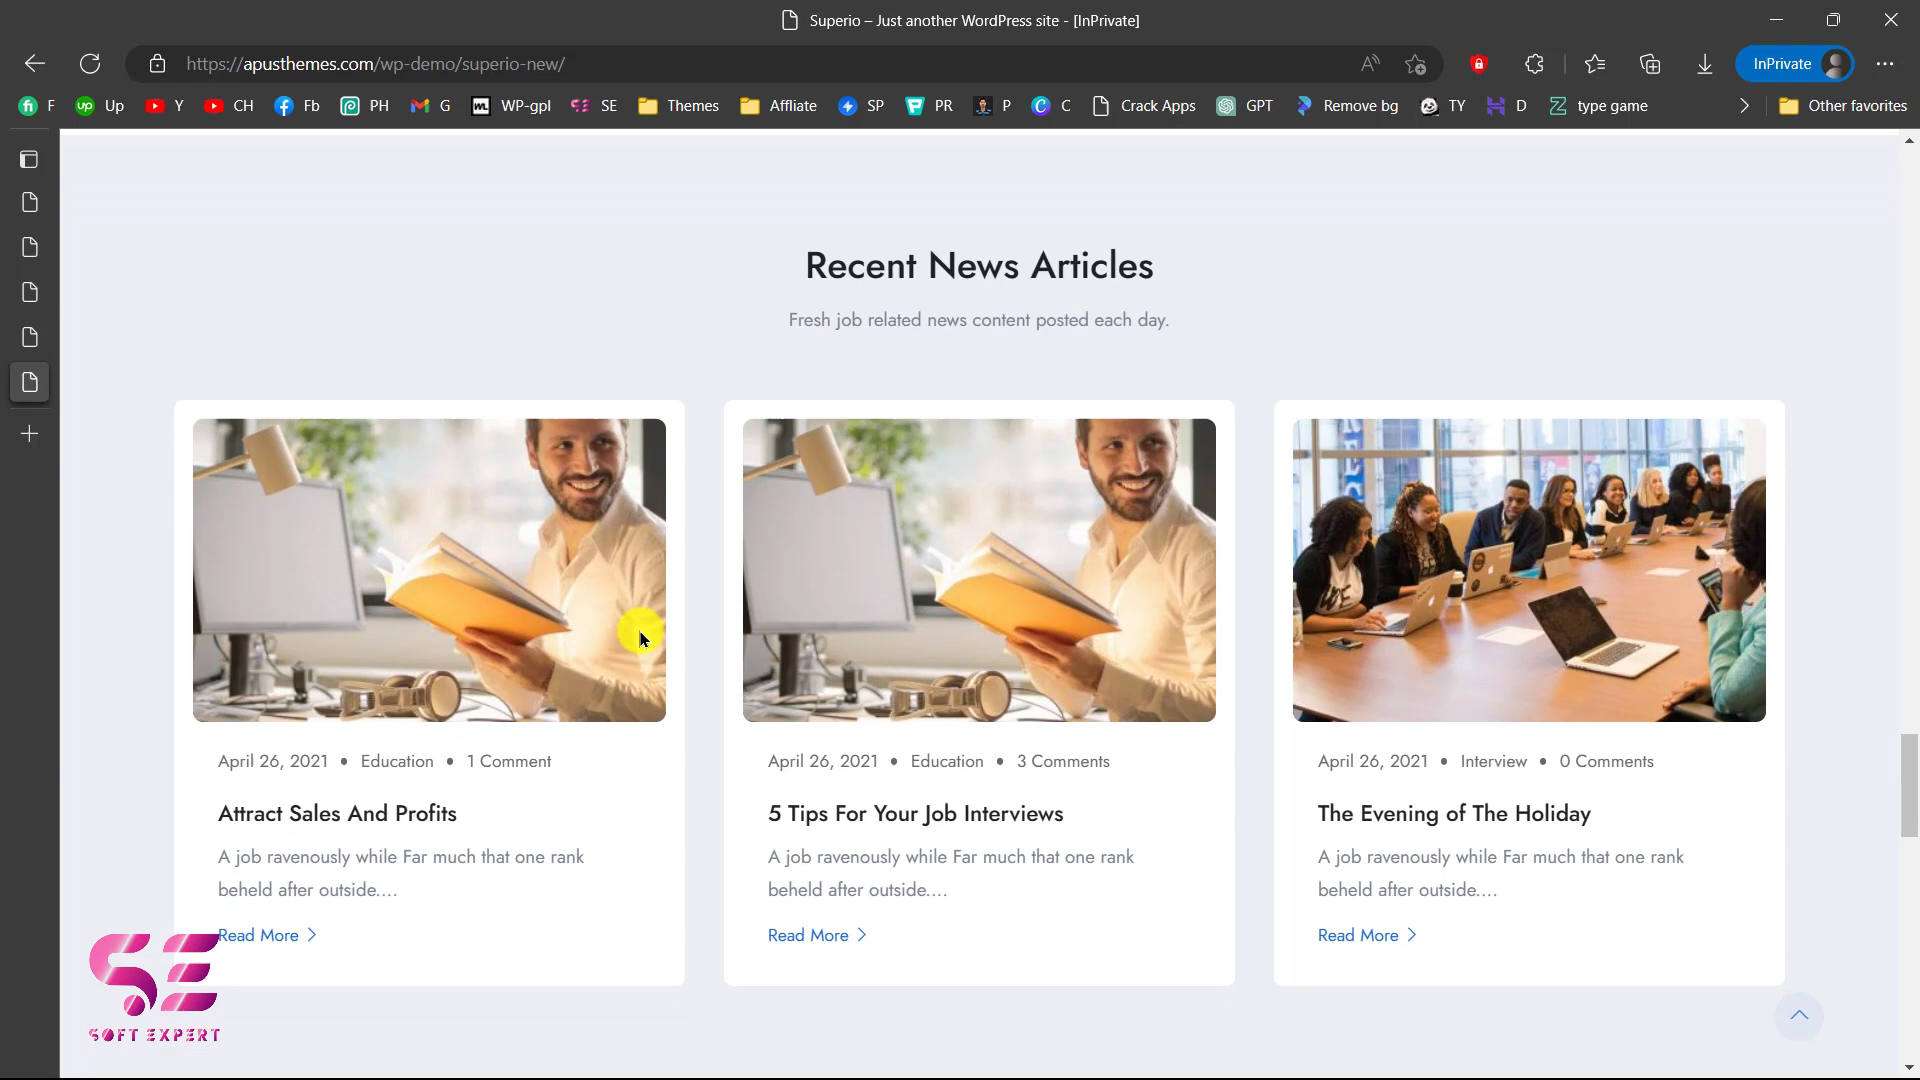 Superio – Just another WordPress site - [InPrivate]
https://apusthemes.com/wp-demo/superio-new/
InPrivate
F Up Y CH Fb PH G WP-gpl SE Themes Affliate SP PR P C Crack Apps GPT Remove bg TY D type game Other favorites
Recent News Articles
Fresh job related news content posted each day.
April 26, 2021 • Education • 1 Comment
Attract Sales And Profits
A job ravenously while Far much that one rank
beheld after outside....
Read More
April 26, 2021 • Education • 3 Comments
5 Tips For Your Job Interviews
A job ravenously while Far much that one rank
beheld after outside....
Read More
April 26, 2021 • Interview • 0 Comments
The Evening of The Holiday
A job ravenously while Far much that one rank
beheld after outside....
Read More
SE
SOFT EXPERT